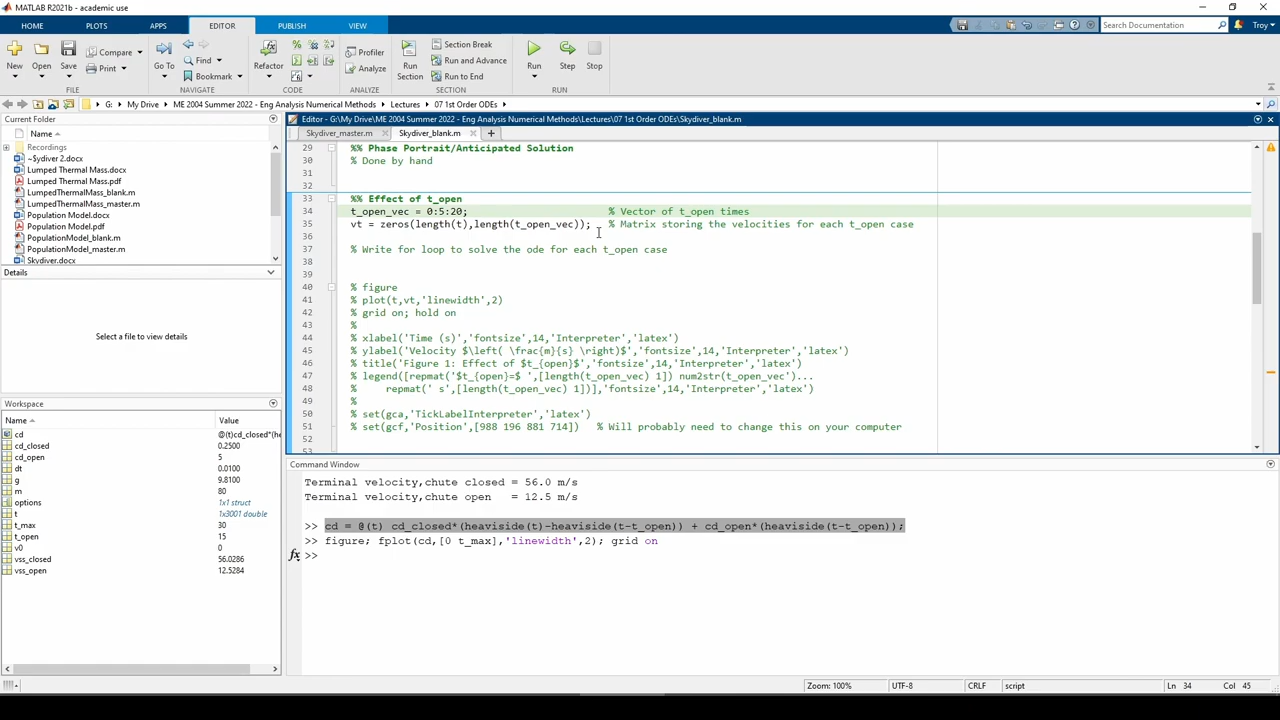 MATLAB R2021b - academic use
HOME PLOTS APPS EDITOR PUBLISH VIEW
Search Documentation
Troy
New Open Save Compare Print
Go To Find Bookmark
Refactor
Profiler
Analyze
Run Section
Section Break
Run and Advance
Run to End
Run Step Stop
FILE NAVIGATE CODE ANALYZE SECTION RUN
G: ▸ My Drive ▸ ME 2004 Summer 2022 - Eng Analysis Numerical Methods ▸ Lectures ▸ 07 1st Order ODEs ▸
Current Folder
Name
Recordings
~Sydiver 2.docx
Lumped Thermal Mass.docx
Lumped Thermal Mass.pdf
LumpedThermalMass_blank.m
LumpedThermalMass_master.m
Population Model.docx
Population Model.pdf
PopulationModel_blank.m
PopulationModel_master.m
Skydiver.docx
Details
Select a file to view details
Workspace
Name Value
cd @(t)cd_closed*(he
cd_closed 0.2500
cd_open 5
dt 0.0100
g 9.8100
m 80
options 1x1 struct
t 1x3001 double
t_max 30
t_open 15
v0 0
vss_closed 56.0286
vss_open 12.5284
Editor - G:\My Drive\ME 2004 Summer 2022 - Eng Analysis Numerical Methods\Lectures\07 1st Order ODEs\Skydiver_blank.m
Skydiver_master.m Skydiver_blank.m
29 %% Phase Portrait/Anticipated Solution
30 % Done by hand
31
32
33 %% Effect of t_open
34 t_open_vec = 0:5:20; % Vector of t_open times
35 vt = zeros(length(t),length(t_open_vec)); % Matrix storing the velocities for each t_open case
36
37 % Write for loop to solve the ode for each t_open case
38
39
40 % figure
41 % plot(t,vt,'linewidth',2)
42 % grid on; hold on
43 %
44 % xlabel('Time (s)','fontsize',14,'Interpreter','latex')
45 % ylabel('Velocity $\left( \frac{m}{s} \right)$','fontsize',14,'Interpreter','latex')
46 % title('Figure 1: Effect of $t_{open}$','fontsize',14,'Interpreter','latex')
47 % legend([repmat('$t_{open}=$ ',[length(t_open_vec) 1]) num2str(t_open_vec')...
48 % repmat(' s',[length(t_open_vec) 1])],'fontsize',14,'Interpreter','latex')
49 %
50 % set(gca,'TickLabelInterpreter','latex')
51 % set(gcf,'Position',[988 196 881 714]) % Will probably need to change this on your computer
52
53
Command Window
Terminal velocity,chute closed = 56.0 m/s
Terminal velocity,chute open = 12.5 m/s
>> cd = @(t) cd_closed*(heaviside(t)-heaviside(t-t_open)) + cd_open*(heaviside(t-t_open));
>> figure; fplot(cd,[0 t_max],'linewidth',2); grid on
fx >>
Zoom: 100% UTF-8 CRLF script Ln 34 Col 45